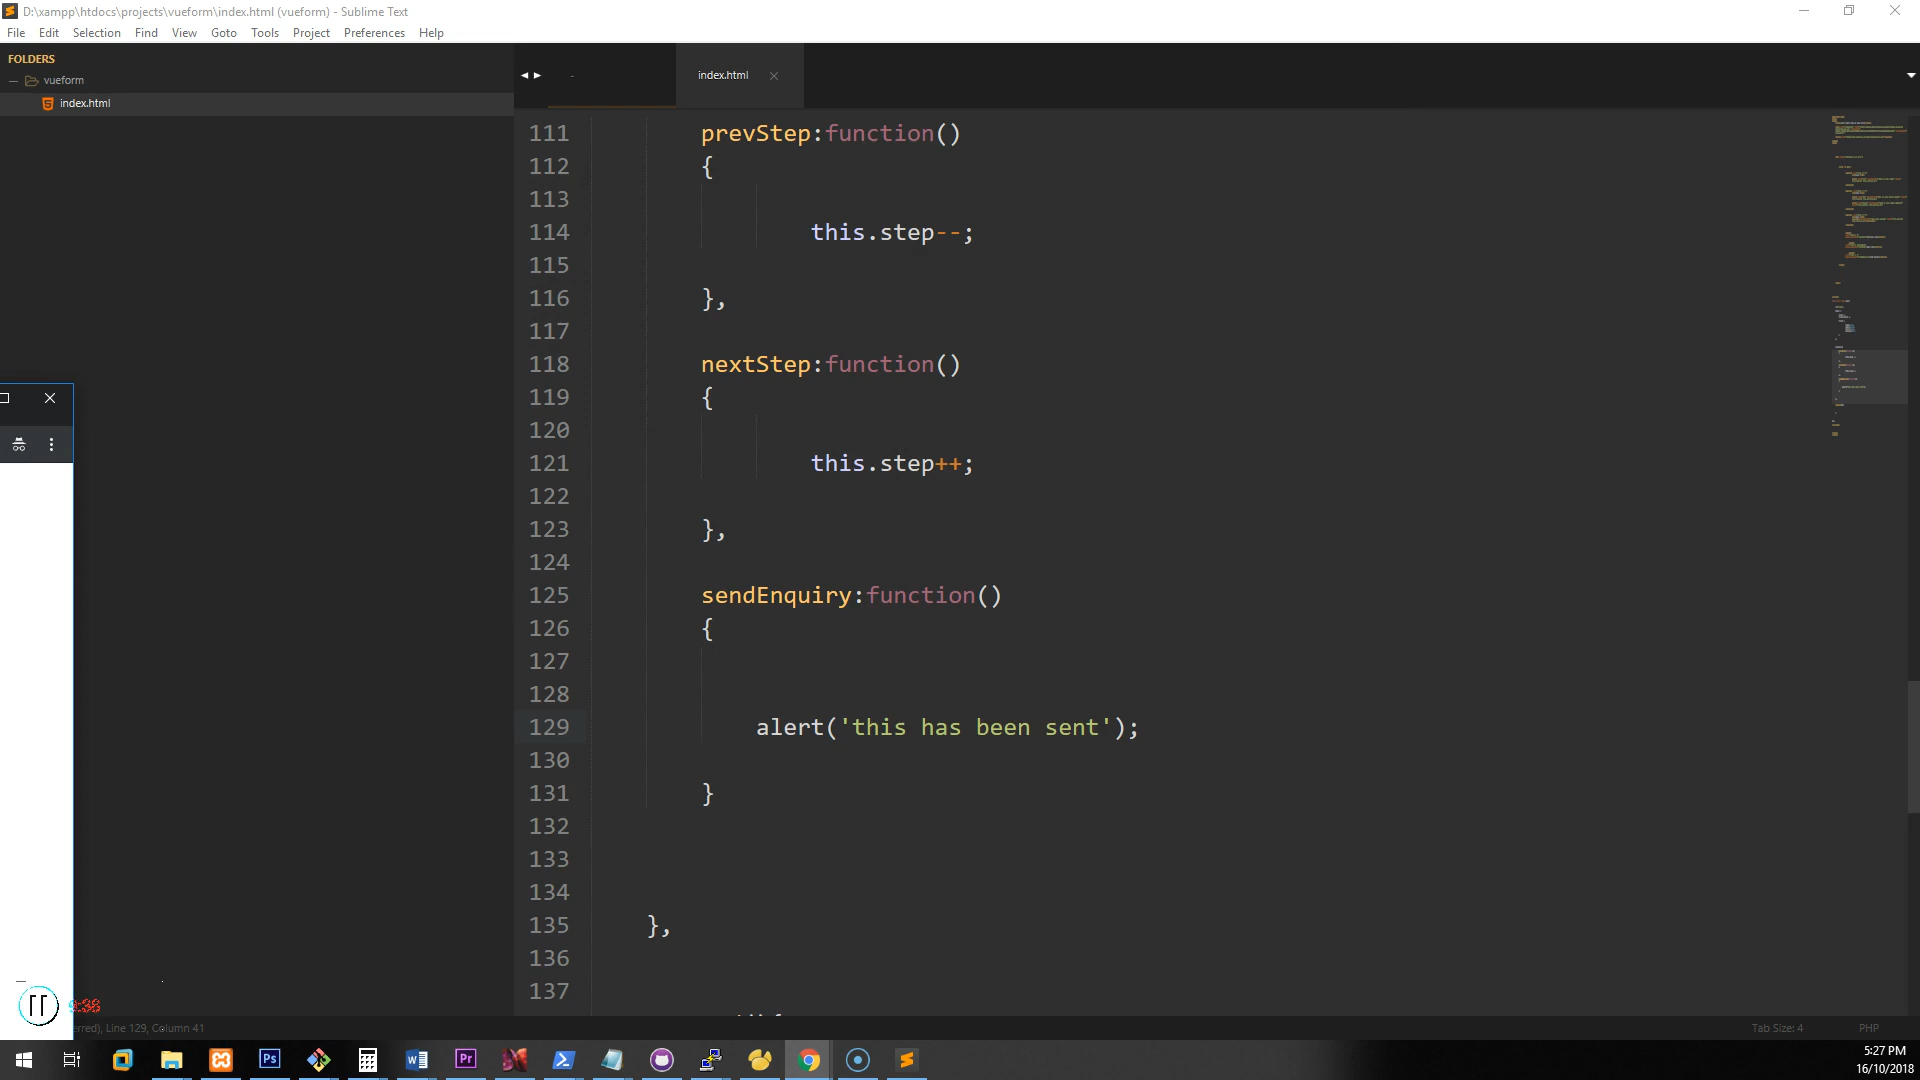 D:\xampp\htdocs\projects\vueform\index.html (vueform) - Sublime Text
File Edit Selection Find View Goto Tools Project Preferences Help
FOLDERS
vueform
index.html
index.html
111 prevStep:function()
112 {
113
114 this.step--;
115
116 },
117
118 nextStep:function()
119 {
120
121 this.step++;
122
123 },
124
125 sendEnquiry:function()
126 {
127
128
129 alert('this has been sent');
130
131 }
132
133
134
135 },
136
137
erred), Line 129, Column 41
Tab Size: 4
PHP
Ps
Pr
5:27 PM
16/10/2018